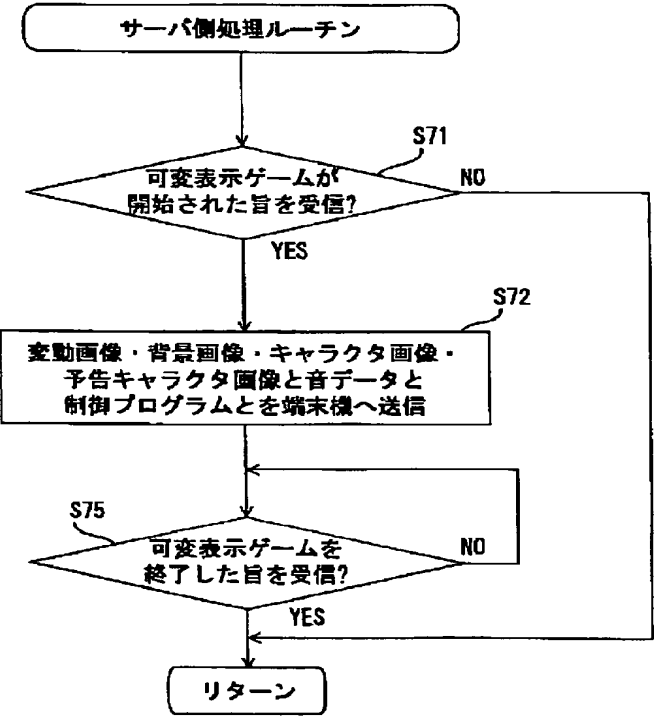 サーバ側処理ルーチン
S71
可変表示ゲームが
開始された旨を受信?
NO
YES
S72
変動画像・背景画像・キャラクタ画像・
予告キャラクタ画像と音データと
制御プログラムとを端末機へ送信
S75
可変表示ゲームを
終了した旨を受信?
NO
YES
リターン